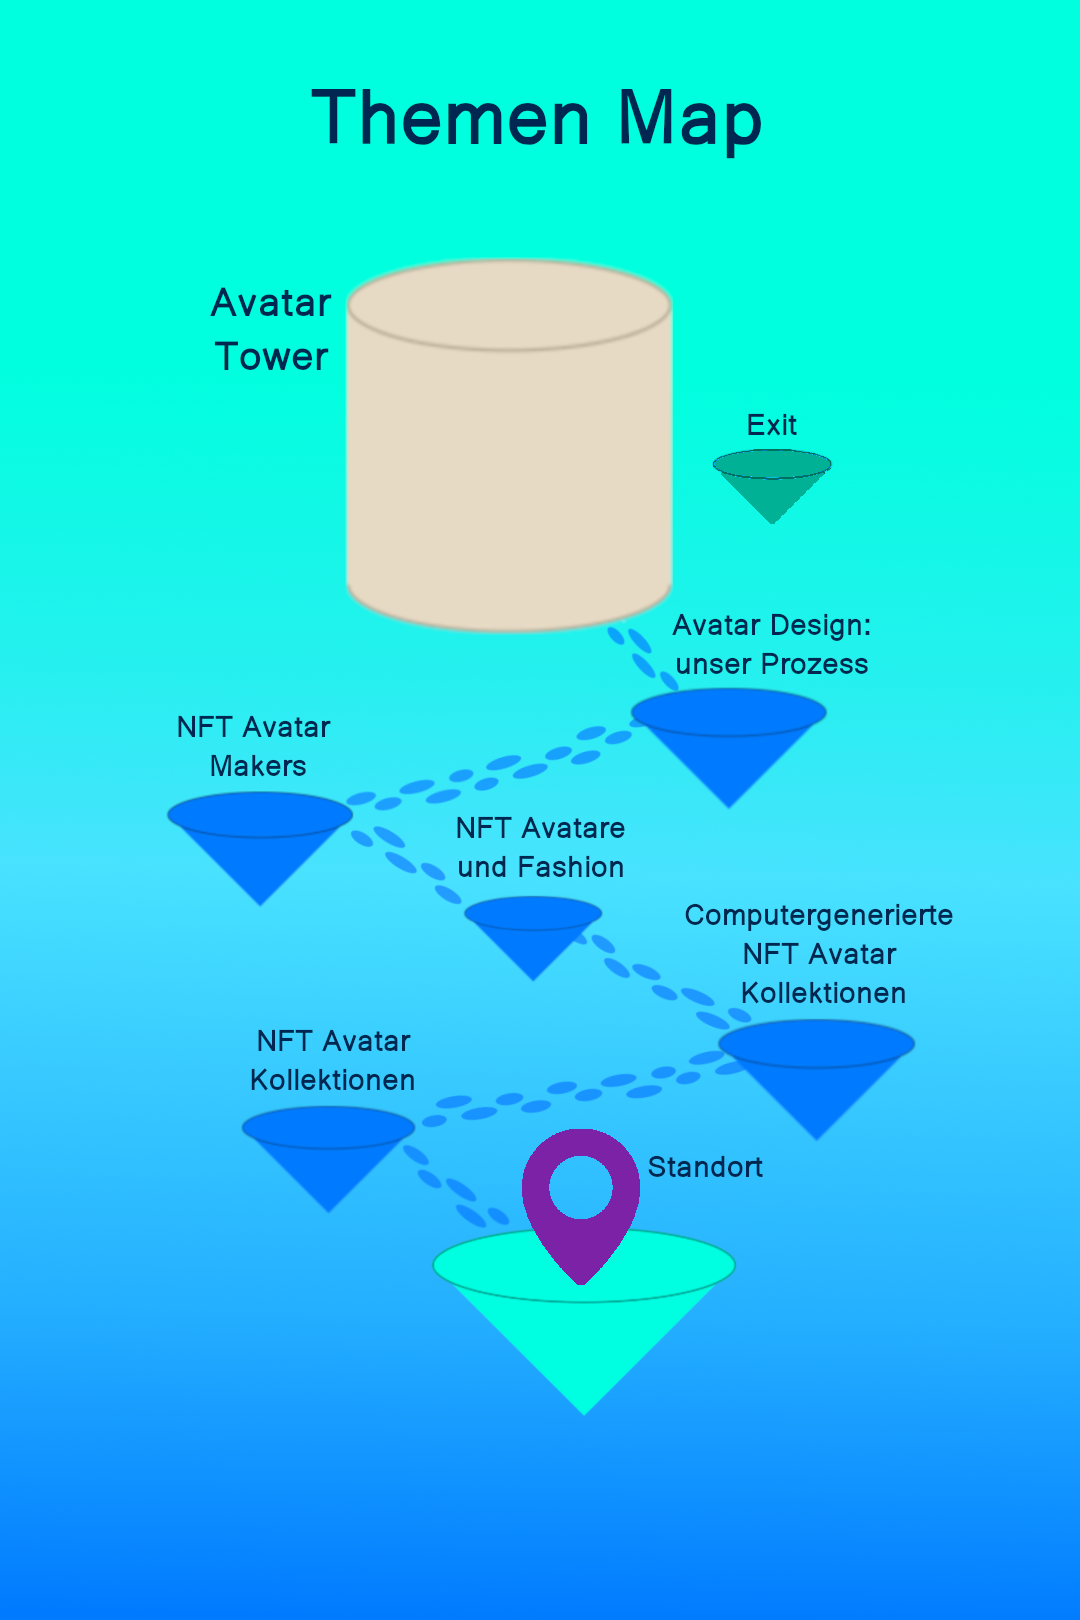 Themen Map
Avatar
Tower
Exit
Avatar Design:
unser Prozess
NFT Avatar
Makers
NFT Avatare
und Fashion
Computergenerierte
NFT Avatar
Kollektionen
NFT Avatar
Kollektionen
Standort